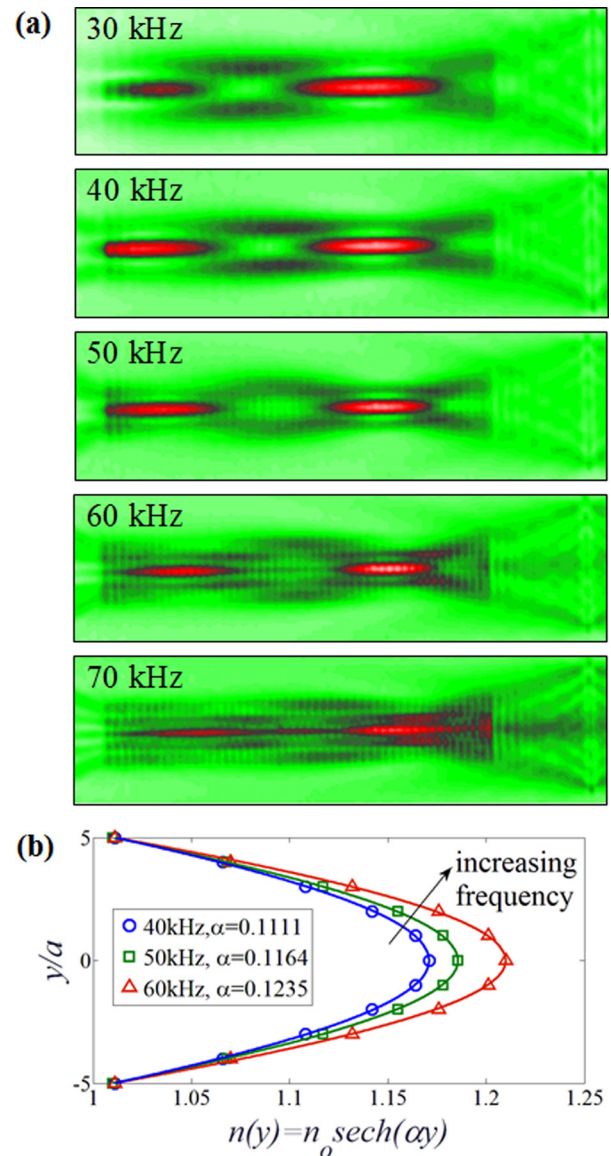 (a)
30 kHz
40 kHz
50 kHz
60 kHz
70 kHz
(b)
increasing
frequency
40kHz,α=0.1111
50kHz, α=0.1164
60kHz, α=0.1235
y/a
5
0
-5
1 1.05 1.1 1.15 1.2 1.25
n(y)=nₒsech(αy)